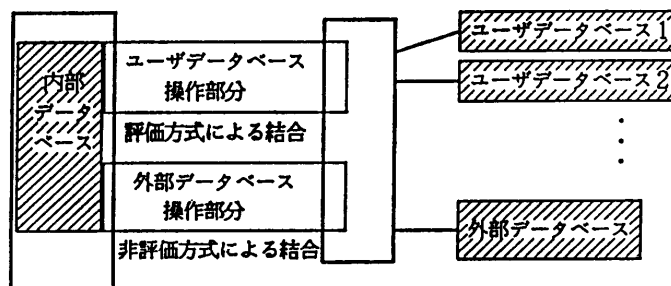 内部
データ
ベース
ユーザデータベース
操作部分
評価方式による結合
外部データベース
操作部分
非評価方式による結合
ユーザデータベース1
ユーザデータベース2
外部データベース